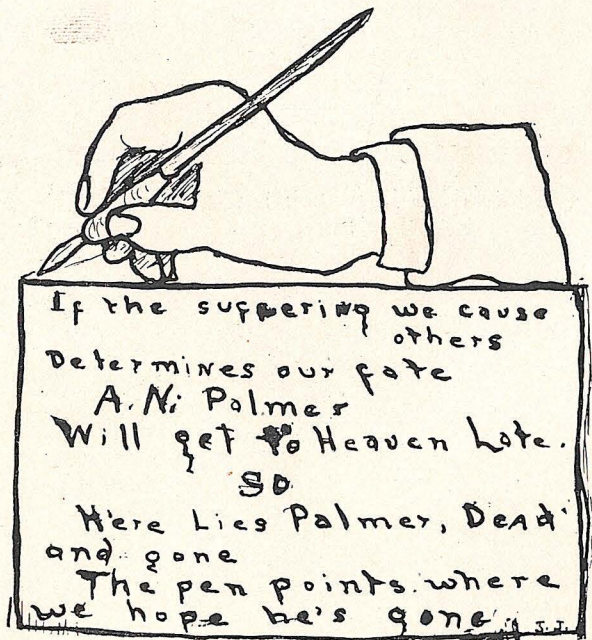 If the suffering we cause
others
Determines our fate
A. N. Palmer
Will get to Heaven Late.
SO
Here Lies Palmer, Dead
and gone
The pen points where
we hope he's gone
J.J.